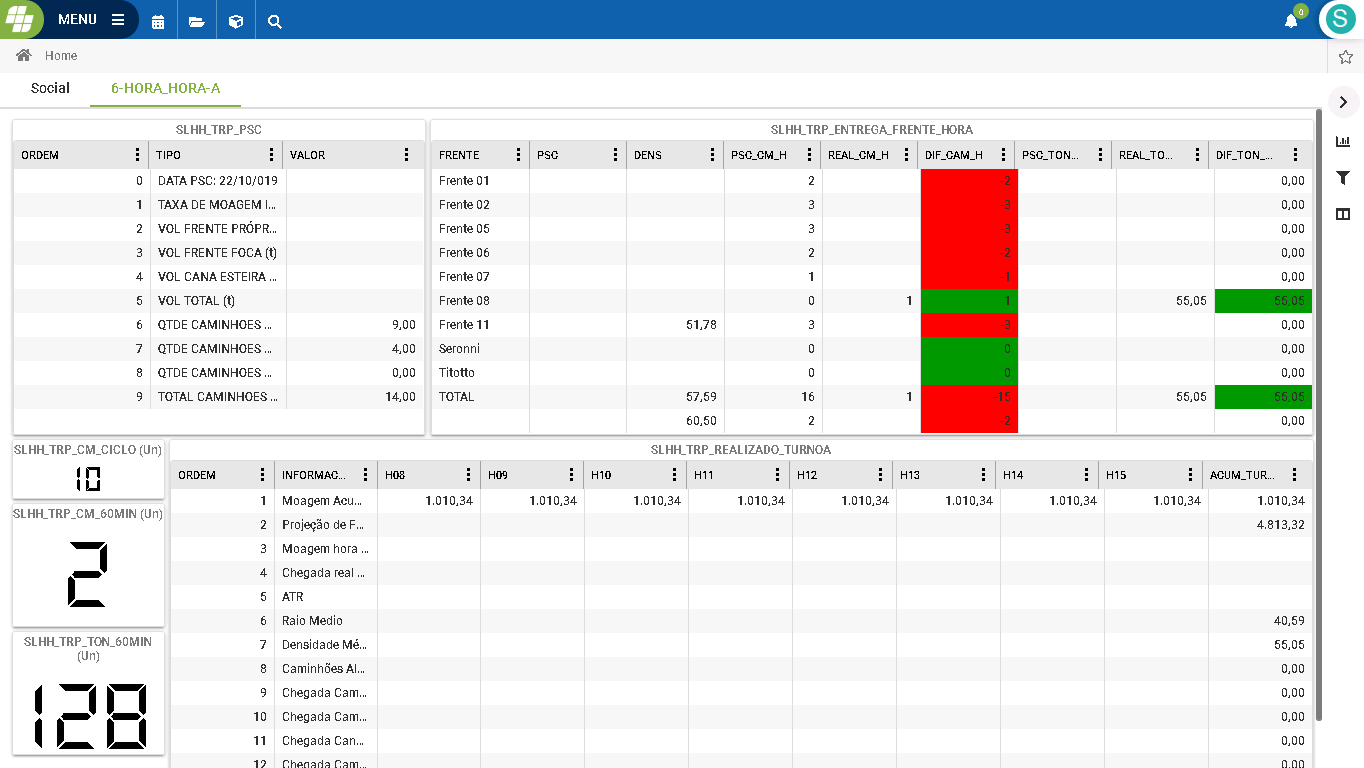 MENU
0
S
Home
Social 6-HORA_HORA-A
SLHH_TRP_PSC
ORDEM TIPO VALOR
0 DATA PSC: 22/10/019
1 TAXA DE MOAGEM I...
2 VOL FRENTE PRÓPR...
3 VOL FRENTE FOCA (t)
4 VOL CANA ESTEIRA ...
5 VOL TOTAL (t)
6 QTDE CAMINHOES ... 9,00
7 QTDE CAMINHOES ... 4,00
8 QTDE CAMINHOES ... 0,00
9 TOTAL CAMINHOES ... 14,00
SLHH_TRP_ENTREGA_FRENTE_HORA
FRENTE PSC DENS PSC_CM_H REAL_CM_H DIF_CAM_H PSC_TON... REAL_TO... DIF_TON_...
Frente 01 2 -2 0,00
Frente 02 3 -3 0,00
Frente 05 3 -3 0,00
Frente 06 2 -2 0,00
Frente 07 1 -1 0,00
Frente 08 0 1 1 55,05 55,05
Frente 11 51,78 3 -3 0,00
Seronni 0 0 0,00
Titotto 0 0 0,00
TOTAL 57,59 16 1 -15 55,05 55,05
60,50 2 -2 0,00
SLHH_TRP_CM_CICLO (Un)
10
SLHH_TRP_CM_60MIN (Un)
2
SLHH_TRP_TON_60MIN
(Un)
128
SLHH_TRP_REALIZADO_TURNOA
ORDEM INFORMAC... H08 H09 H10 H11 H12 H13 H14 H15 ACUM_TUR...
1 Moagem Acu... 1.010,34 1.010,34 1.010,34 1.010,34 1.010,34 1.010,34 1.010,34 1.010,34 1.010,34
2 Projeção de F... 4.813,32
3 Moagem hora ...
4 Chegada real ...
5 ATR
6 Raio Medio 40,59
7 Densidade Mé... 55,05
8 Caminhões Al... 0,00
9 Chegada Cam... 0,00
10 Chegada Cam... 0,00
11 Chegada Can... 0,00
12 Chegada Cam... 0,00